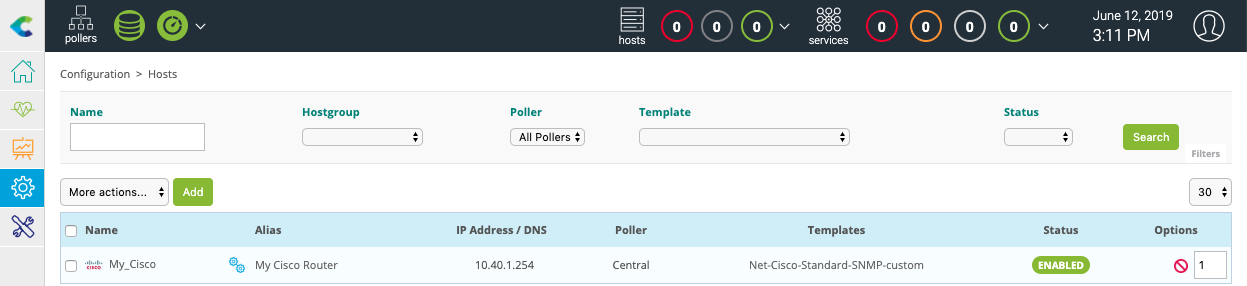 pollers
hosts
0
0
0
services
0
0
0
0
June 12, 2019
3:11 PM
Configuration > Hosts
Name
Hostgroup
Poller
All Pollers
Template
Status
Search
Filters
More actions...
Add
30
Name Alias IP Address / DNS Poller Templates Status Options
CISCO My_Cisco My Cisco Router 10.40.1.254 Central Net-Cisco-Standard-SNMP-custom ENABLED 1